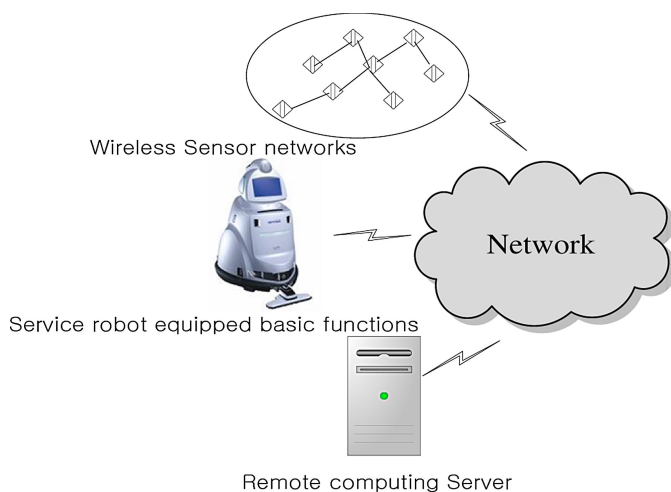 Wireless Sensor networks
Network
Service robot equipped basic functions
Remote computing Server